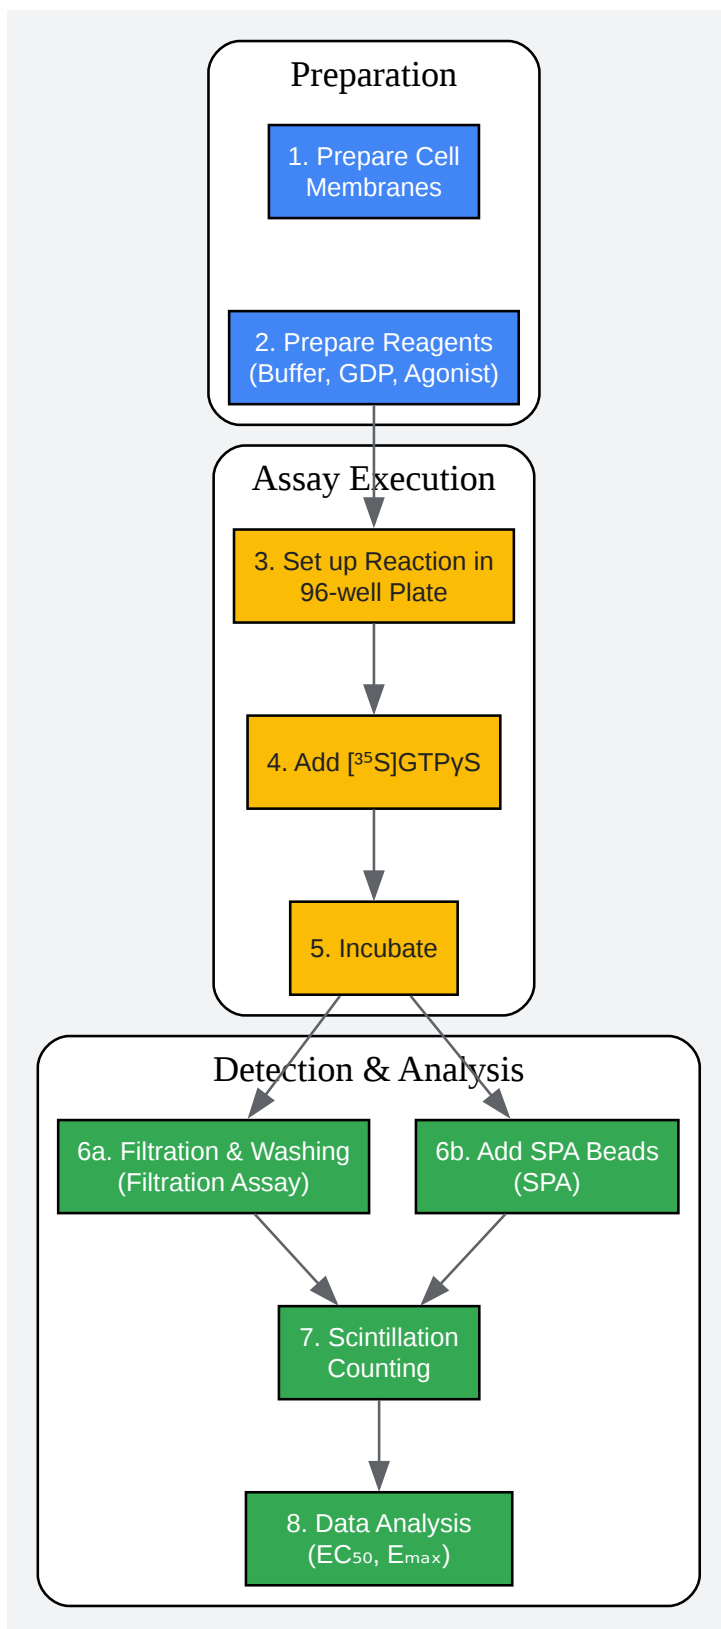 Preparation
1. Prepare Cell
Membranes
2. Prepare Reagents
(Buffer, GDP, Agonist)
Assay Execution
3. Set up Reaction in
96-well Plate
4. Add [³⁵S]GTPγS
5. Incubate
Detection & Analysis
6a. Filtration & Washing
(Filtration Assay)
6b. Add SPA Beads
(SPA)
7. Scintillation
Counting
8. Data Analysis
(EC₅₀, Eₘₐₓ)